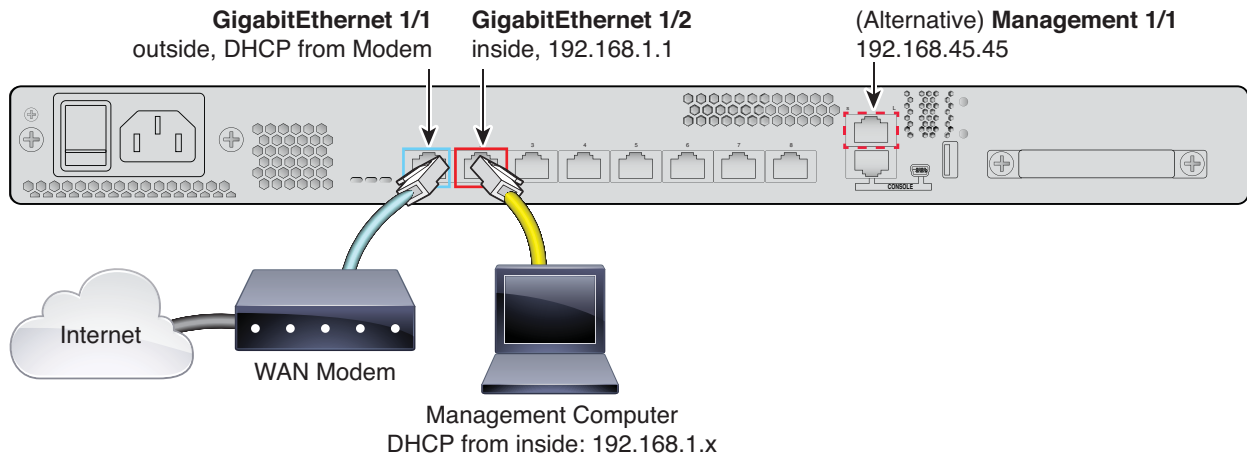 GigabitEthernet 1/1
outside, DHCP from Modem
GigabitEthernet 1/2
inside, 192.168.1.1
(Alternative) Management 1/1
192.168.45.45
3 4 5 6 7 8
CONSOLE
Internet
WAN Modem
Management Computer
DHCP from inside: 192.168.1.x